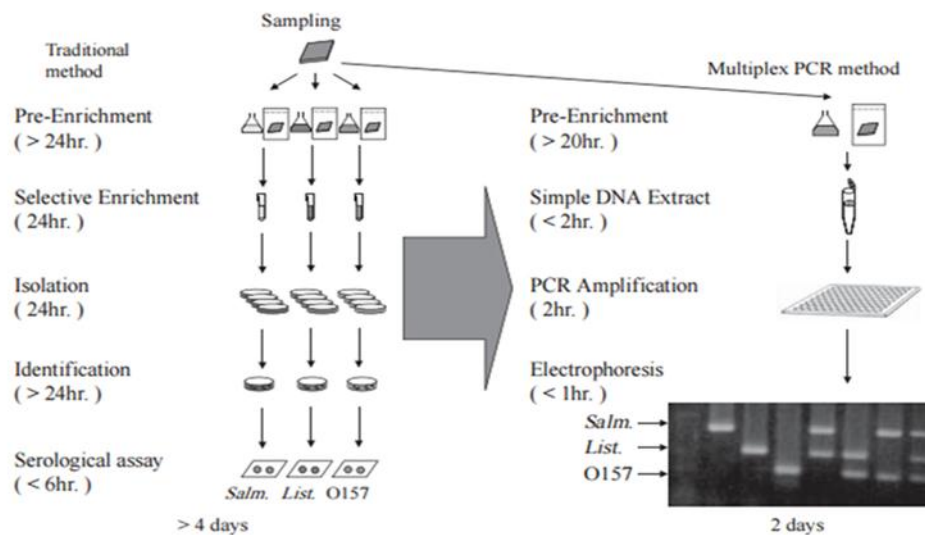 Sampling
Traditional
method
Multiplex PCR method
Pre-Enrichment
( > 24hr. )
Pre-Enrichment
( > 20hr. )
Selective Enrichment
( 24hr. )
Simple DNA Extract
( < 2hr. )
Isolation
( 24hr. )
PCR Amplification
( 2hr. )
Identification
( > 24hr. )
Electrophoresis
( < 1hr. )
Salm.
List.
O157
Serological assay
( < 6hr. )
Salm. List. O157
> 4 days
2 days